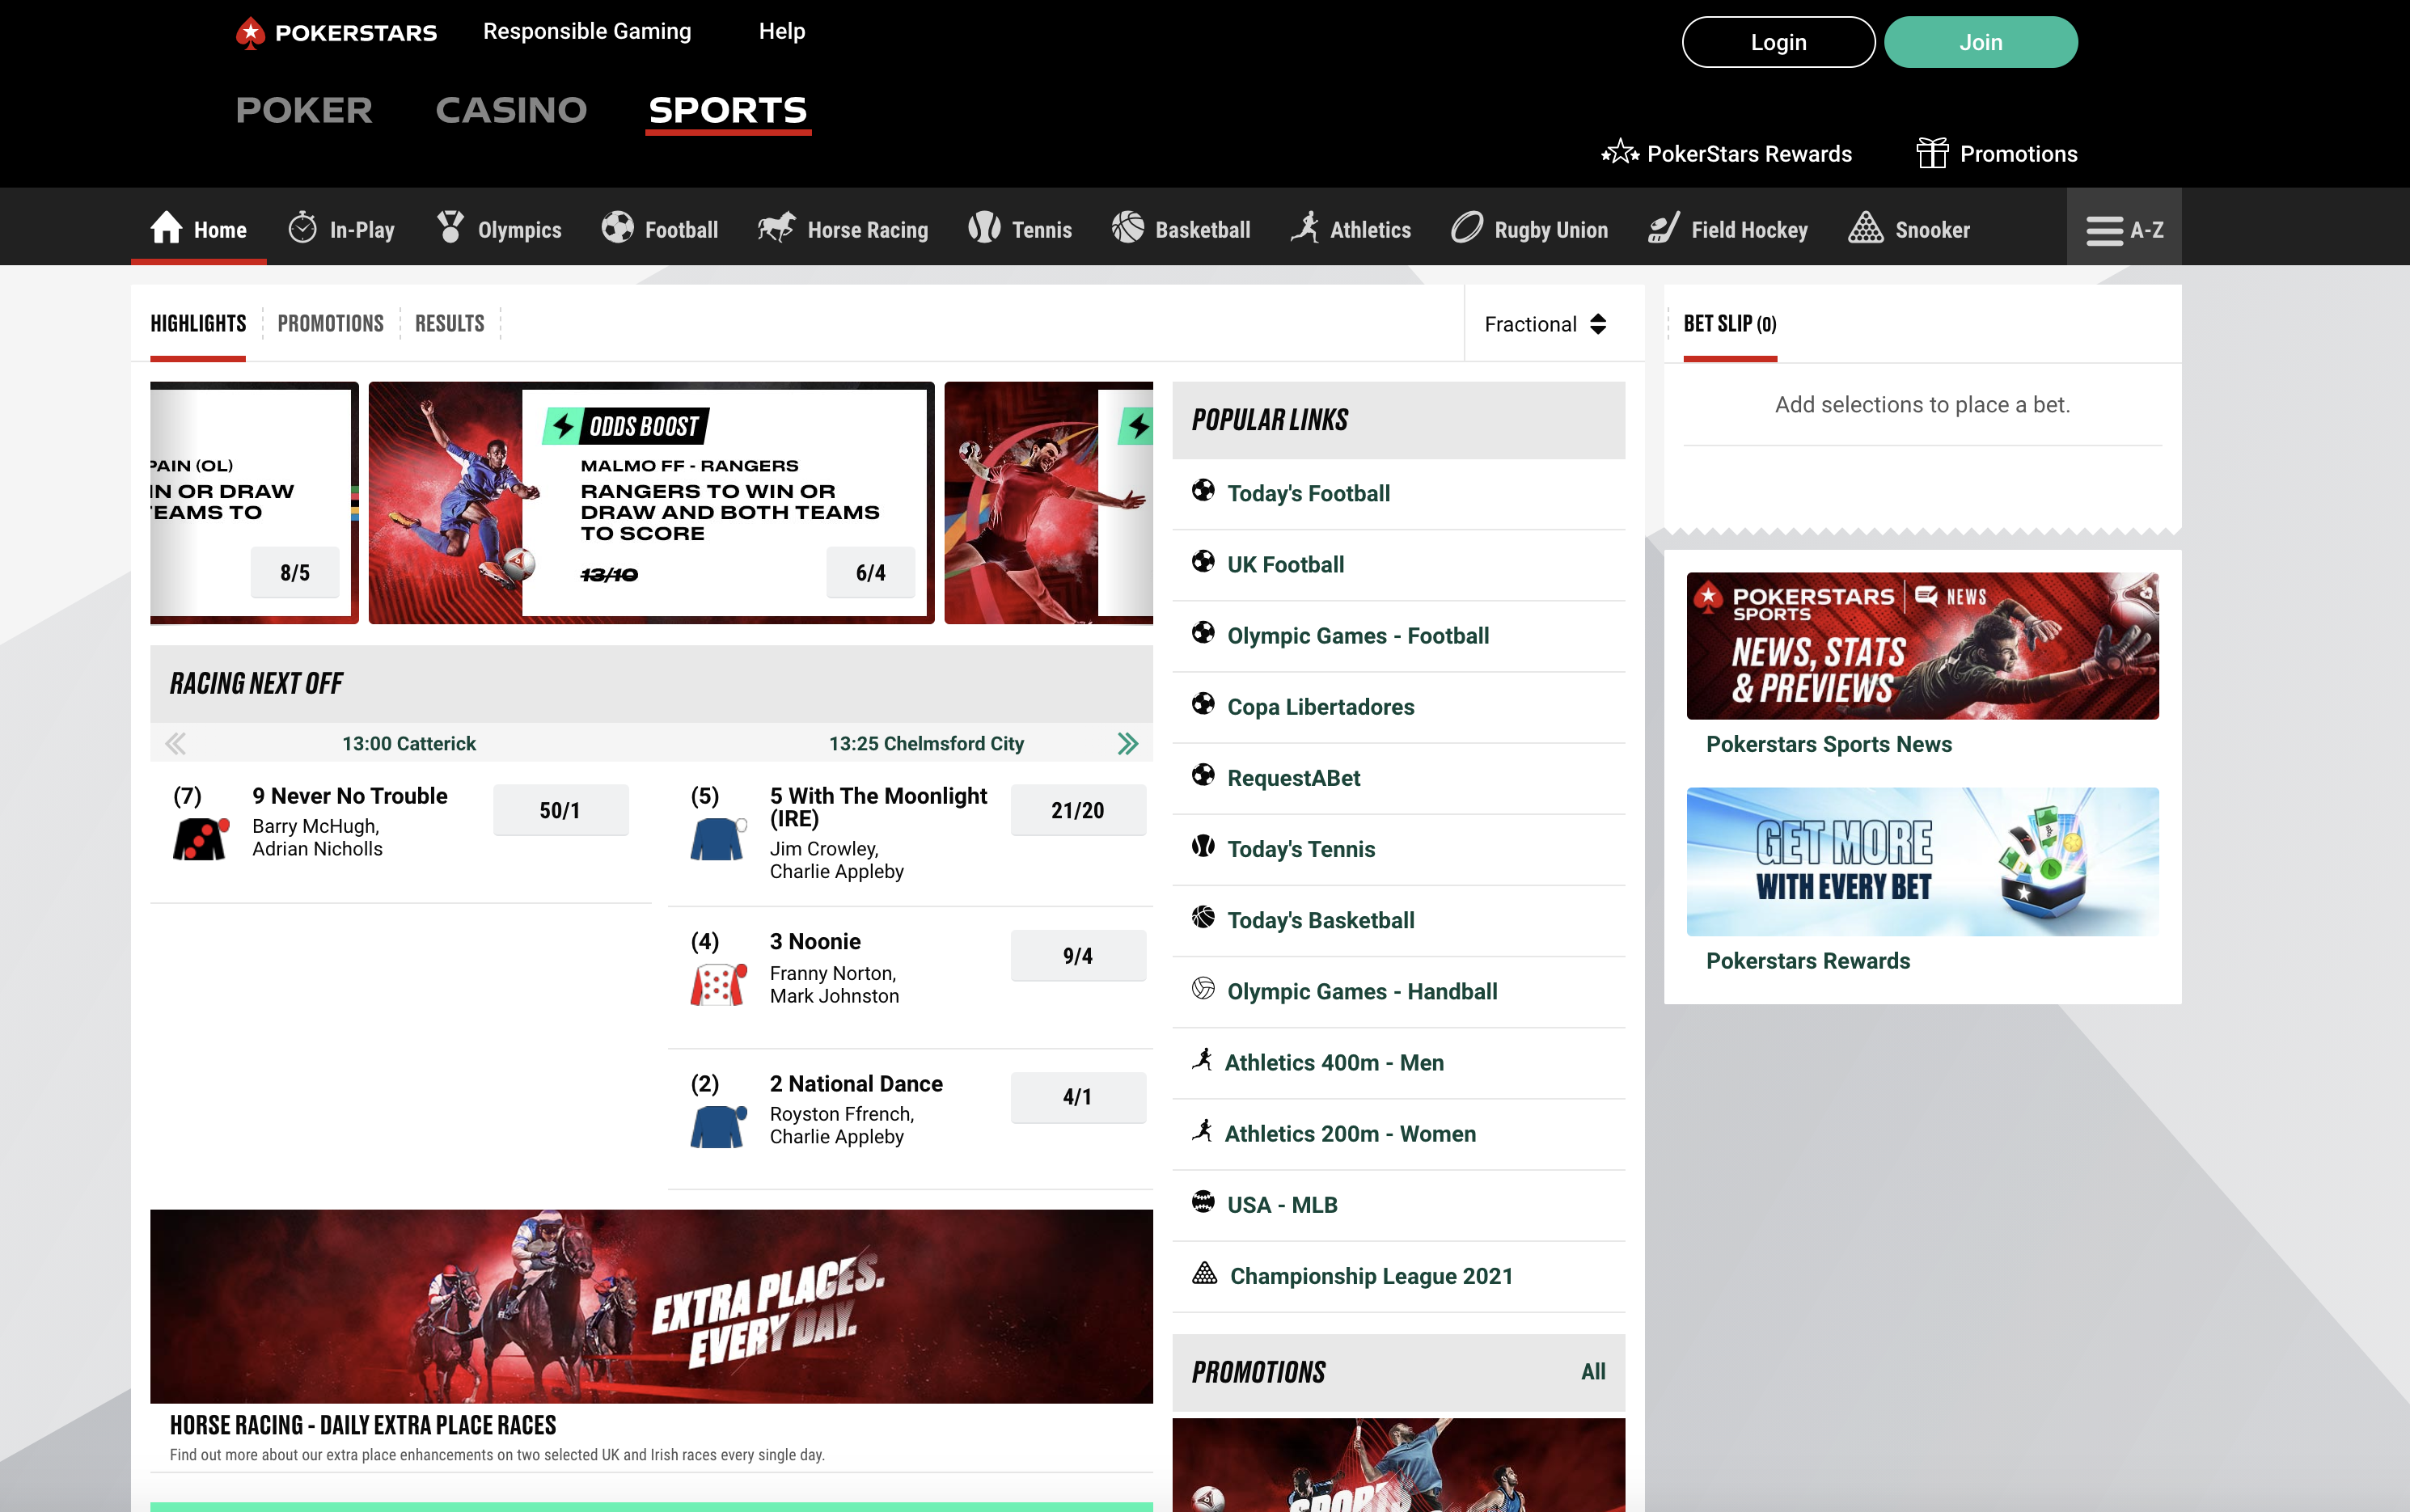 POKERSTARS
Responsible Gaming
Help
Login
Join
POKER
CASINO
SPORTS
PokerStars Rewards
Promotions
Home
In-Play
Olympics
Football
Horse Racing
Tennis
Basketball
Athletics
Rugby Union
Field Hockey
Snooker
A-Z
HIGHLIGHTS
PROMOTIONS
RESULTS
Fractional
BET SLIP (0)
Add selections to place a bet.
PAIN (OL)
IN OR DRAW
TEAMS TO
8/5
ODDS BOOST
MALMO FF - RANGERS
RANGERS TO WIN OR
DRAW AND BOTH TEAMS
TO SCORE
13/10
6/4
RACING NEXT OFF
13:00 Catterick
13:25 Chelmsford City
(7)
9 Never No Trouble
Barry McHugh,
Adrian Nicholls
50/1
(5)
5 With The Moonlight
(IRE)
Jim Crowley,
Charlie Appleby
21/20
(4)
3 Noonie
Franny Norton,
Mark Johnston
9/4
(2)
2 National Dance
Royston Ffrench,
Charlie Appleby
4/1
EXTRA PLACES.
EVERY DAY.
HORSE RACING - DAILY EXTRA PLACE RACES
Find out more about our extra place enhancements on two selected UK and Irish races every single day.
POPULAR LINKS
Today's Football
UK Football
Olympic Games - Football
Copa Libertadores
RequestABet
Today's Tennis
Today's Basketball
Olympic Games - Handball
Athletics 400m - Men
Athletics 200m - Women
USA - MLB
Championship League 2021
PROMOTIONS
All
SPORTS
POKERSTARS
SPORTS
NEWS
NEWS, STATS
& PREVIEWS
Pokerstars Sports News
GET MORE
WITH EVERY BET
Pokerstars Rewards